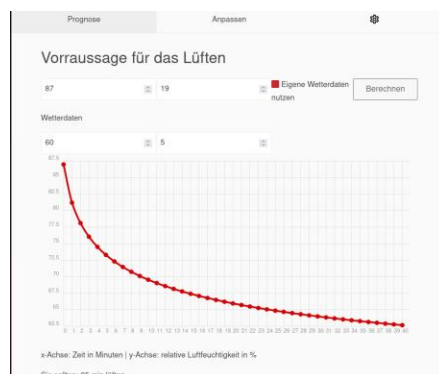 Prognose Anpassen
Vorraussage für das Lüften
87 19 Eigene Wetterdaten nutzen Berechnen
Wetterdaten
60 5
87.5
85
82.5
80
77.5
75
72.5
70
67.5
65
62.5
0 1 2 3 4 5 6 7 8 9 10 11 12 13 14 15 16 17 18 19 20 21 22 23 24 25 26 27 28 29 30 31 32 33 34 35 36 37 38 39 40
x-Achse: Zeit in Minuten | y-Achse: relative Luftfeuchtigkeit in %